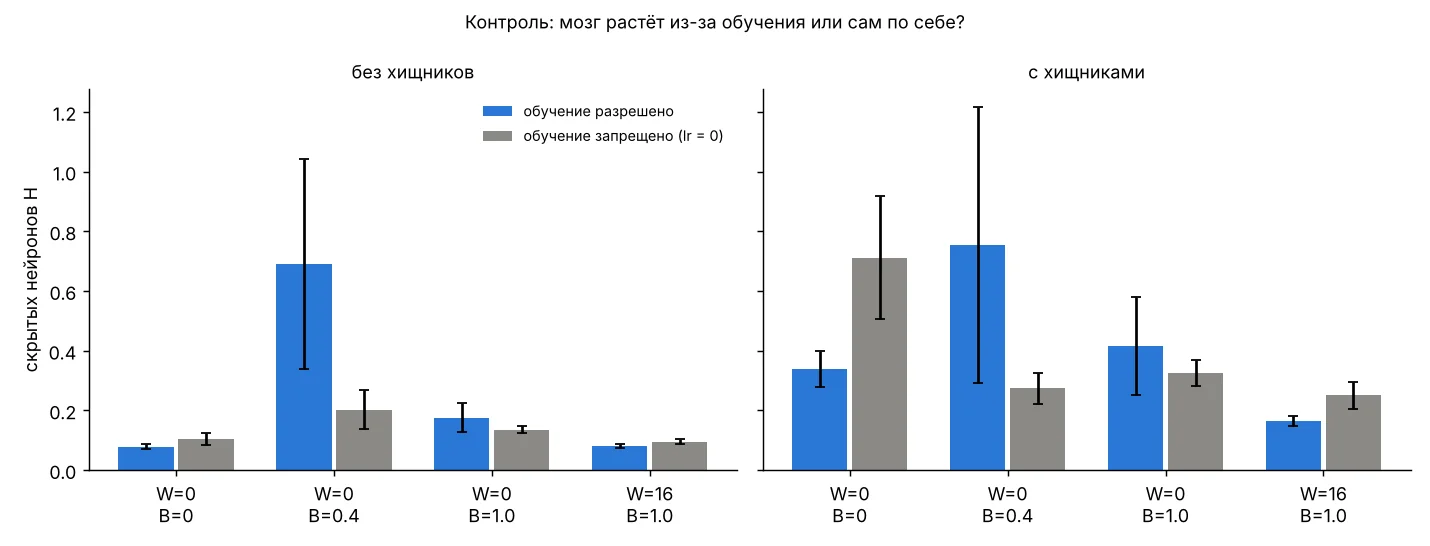 Контроль: мозг растёт из-за обучения или сам по себе?
без хищников
с хищниками
обучение разрешено
обучение запрещено (lr = 0)
скрытых нейронов H
1.2
1.0
0.8
0.6
0.4
0.2
0.0
W=0
B=0
W=0
B=0.4
W=0
B=1.0
W=16
B=1.0
W=0
B=0
W=0
B=0.4
W=0
B=1.0
W=16
B=1.0